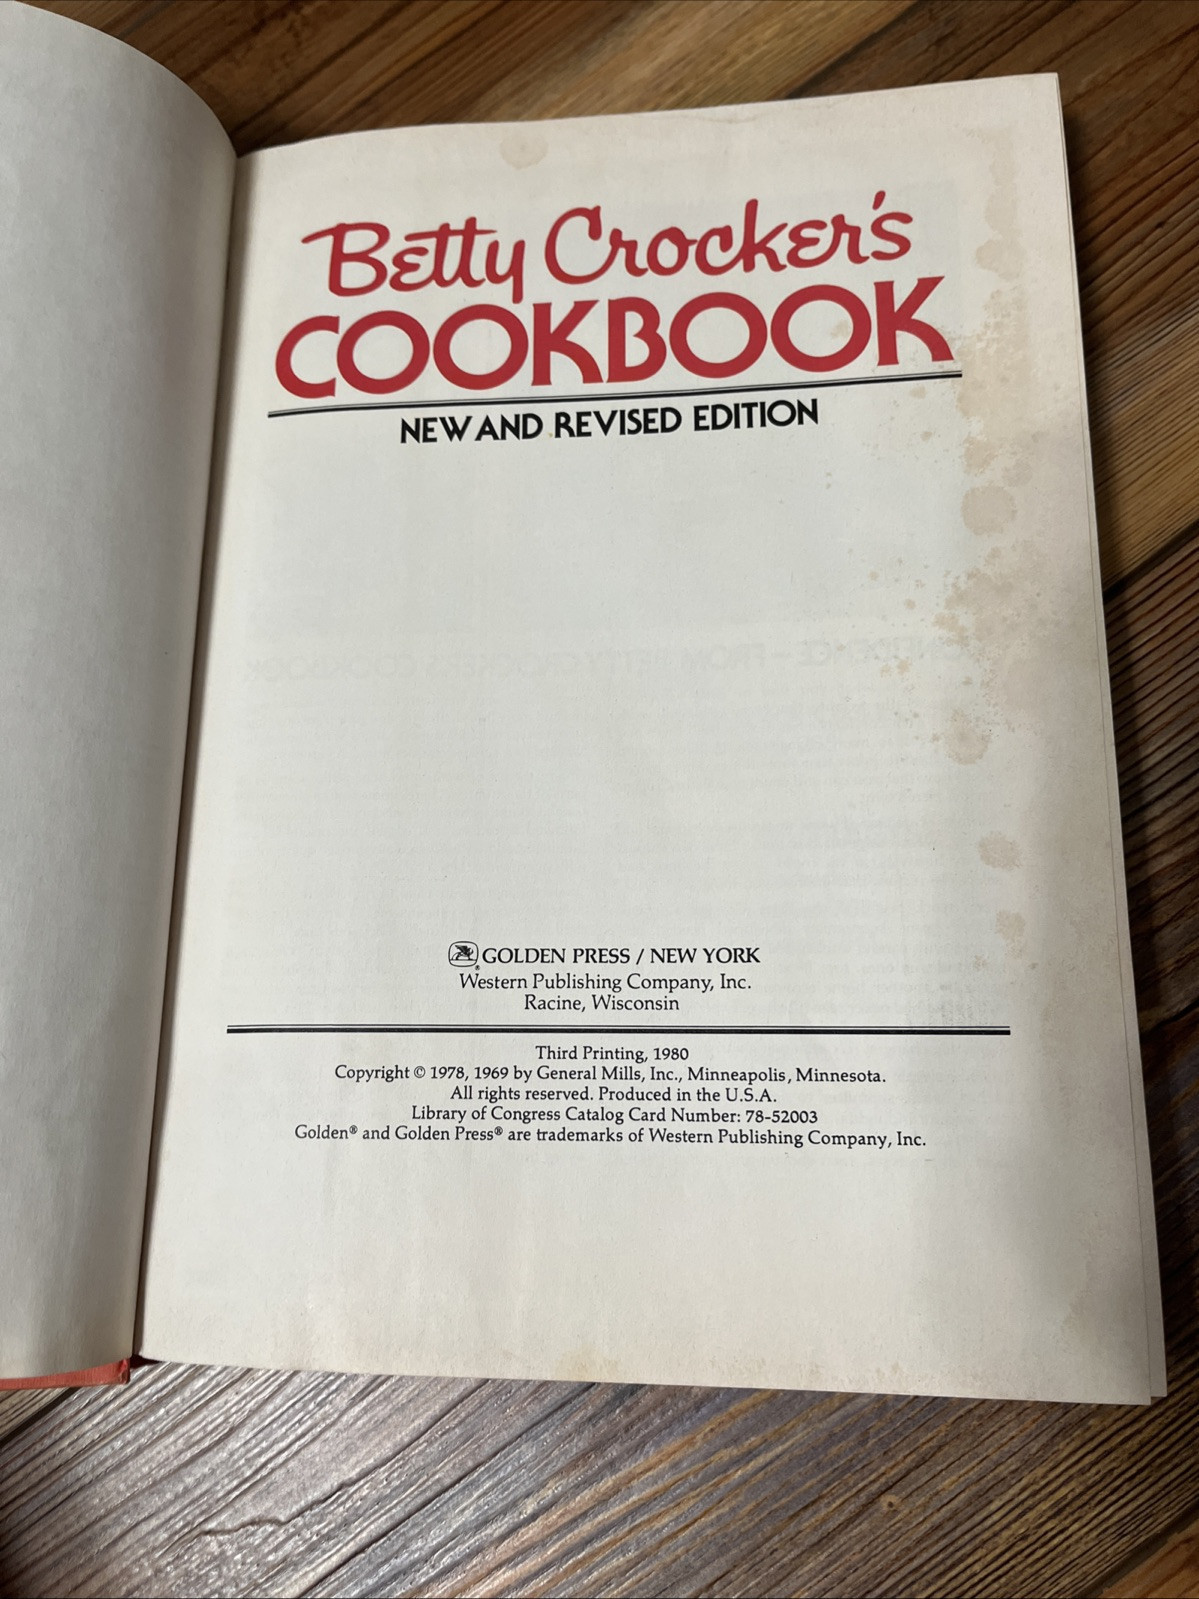 Betty Crocker's
COOKBOOK
NEW AND REVISED EDITION
GOLDEN PRESS / NEW YORK
Western Publishing Company, Inc.
Racine, Wisconsin
Third Printing, 1980
Copyright © 1978, 1969 by General Mills, Inc., Minneapolis, Minnesota.
All rights reserved. Produced in the U.S.A.
Library of Congress Catalog Card Number: 78-52003
Golden® and Golden Press® are trademarks of Western Publishing Company, Inc.